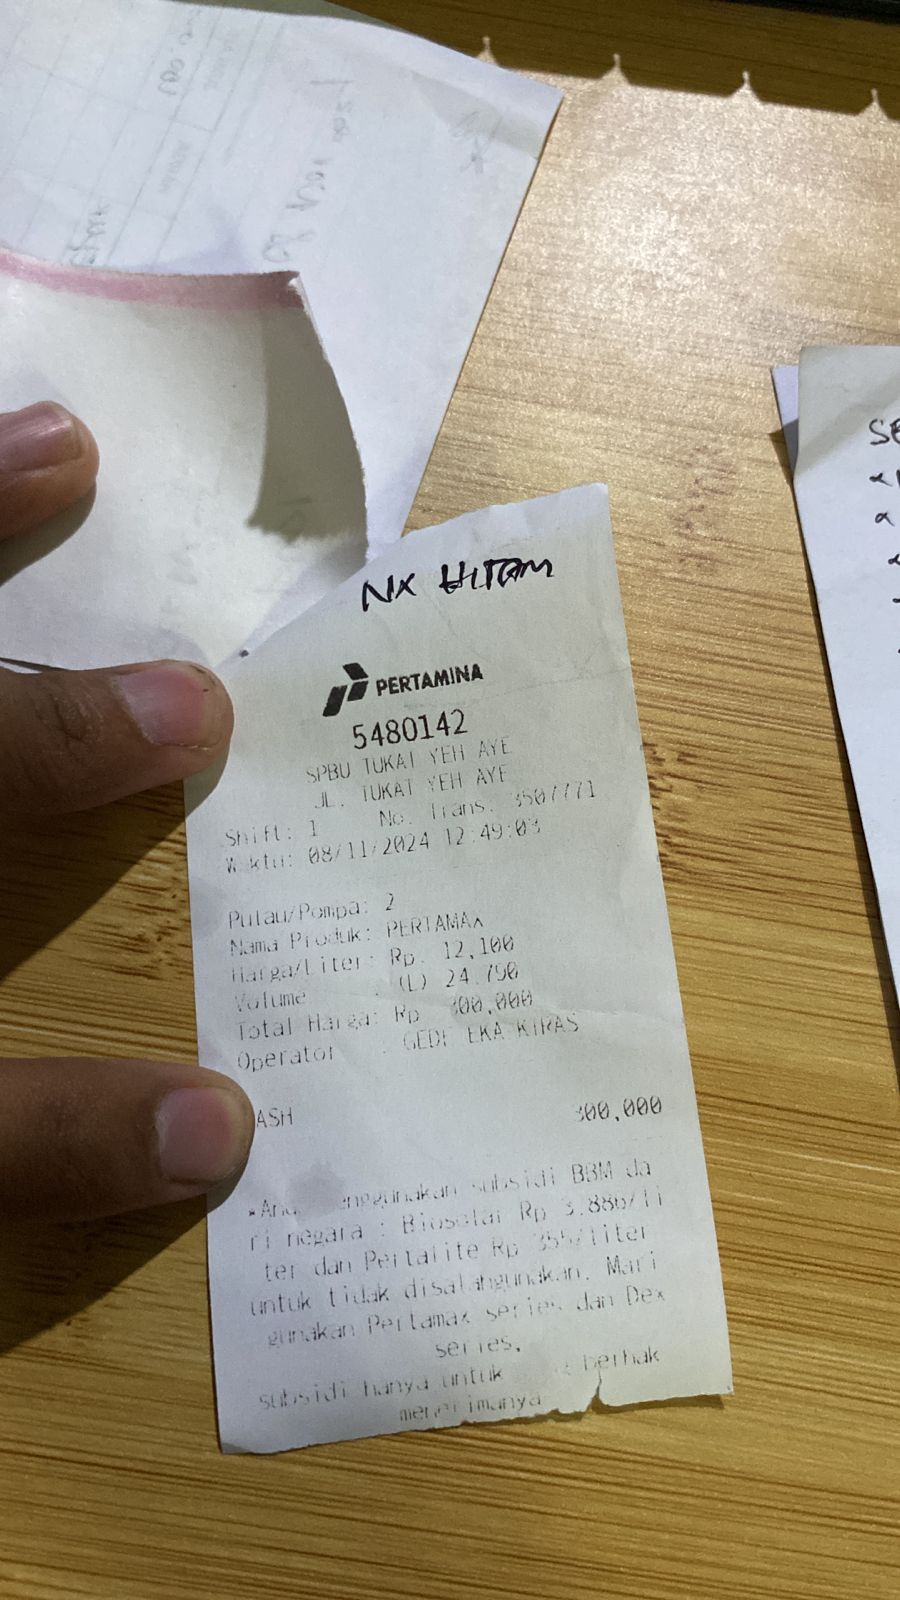 NX HITAM
PERTAMINA
5480142
SPBU TUKAT YEH AYE
JL. TUKAT YEH AYE
Shift: 1 No. Trans: 3507771
Waktu: 08/11/2024 12:49:03
Pulau/Pompa: 2
Nama Produk: PERTAMAX
Harga/Liter: Rp. 12,100
Volume : (L) 24.790
Total Harga: Rp 300,000
Operator : GEDE EKA KIRAS
ASH 300,000
*Anda menggunakan subsidi BBM da
ri negara : Biosolar Rp 3.886/li
ter dan Pertalite Rp 355/liter
untuk tidak disalahgunakan. Mari
gunakan Pertamax series dan Dex
series.
subsidi hanya untuk berhak
menerimanya